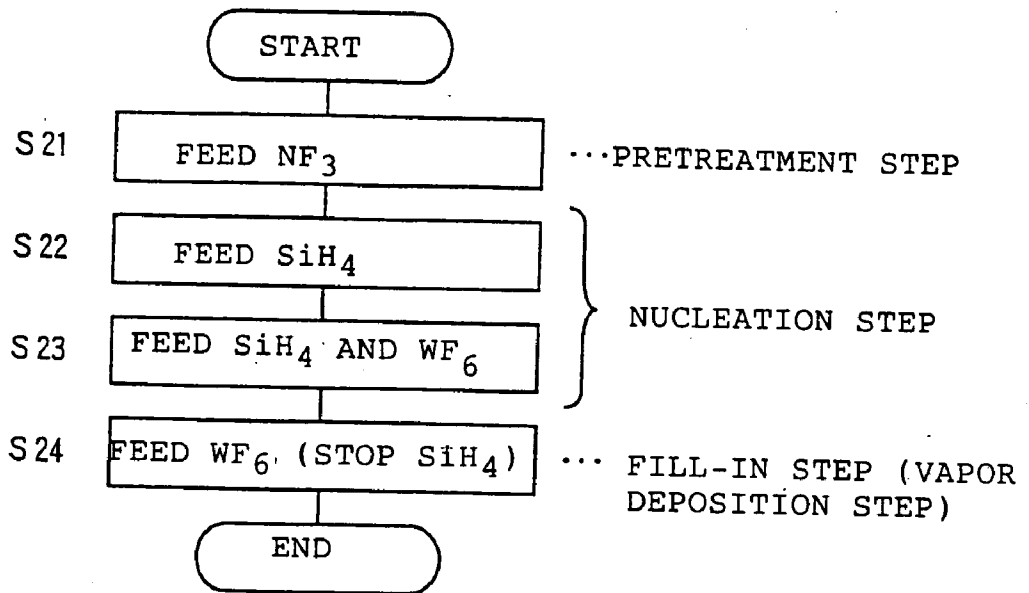 START
S21 FEED NF3 ···PRETREATMENT STEP
S22 FEED SiH4
NUCLEATION STEP
S23 FEED SiH4 AND WF6
S24 FEED WF6 (STOP SiH4) ··· FILL-IN STEP (VAPOR
DEPOSITION STEP)
END